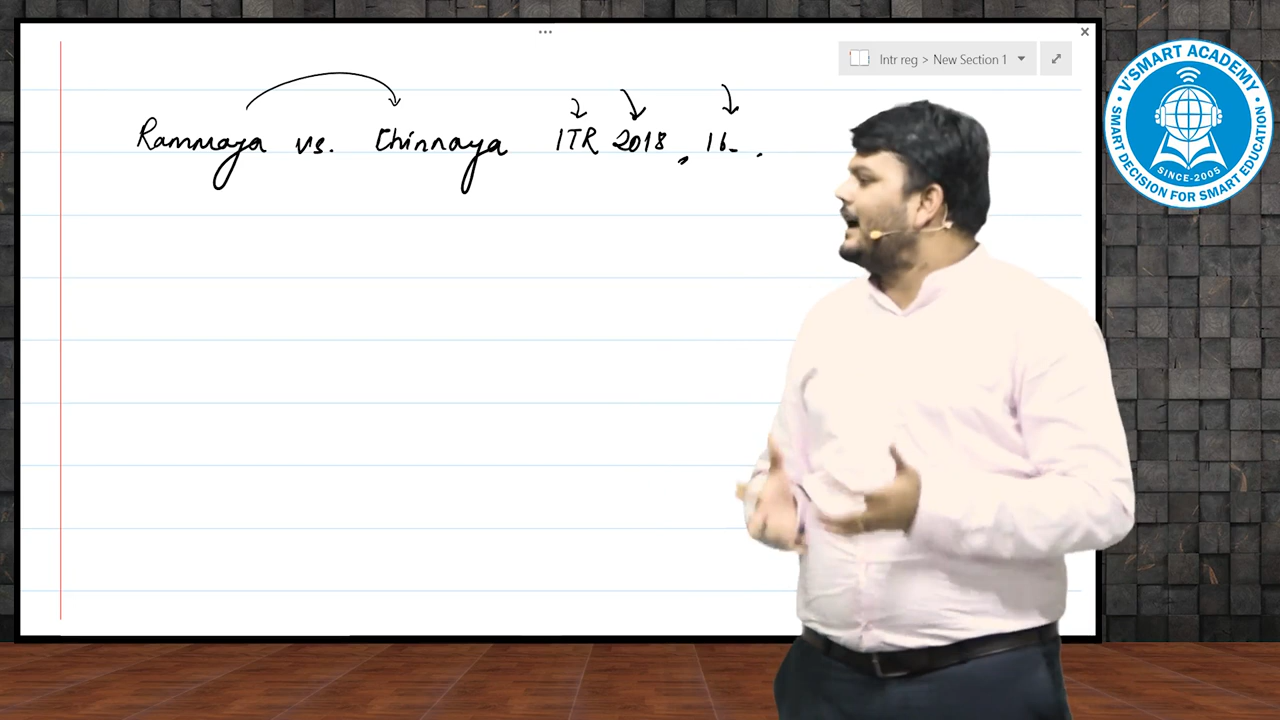 Intr reg > New Section 1
Ramnaya vs. Chinnaya ITR 2018, 16- .
V'SMART ACADEMY
SINCE-2005
SMART DECISION FOR SMART EDUCATION